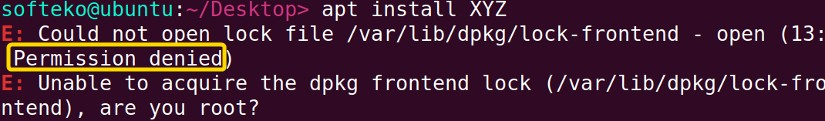 softeko@ubuntu:~/Desktop> apt install XYZ
E: Could not open lock file /var/lib/dpkg/lock-frontend - open (13:
Permission denied)
E: Unable to acquire the dpkg frontend lock (/var/lib/dpkg/lock-fro
ntend), are you root?